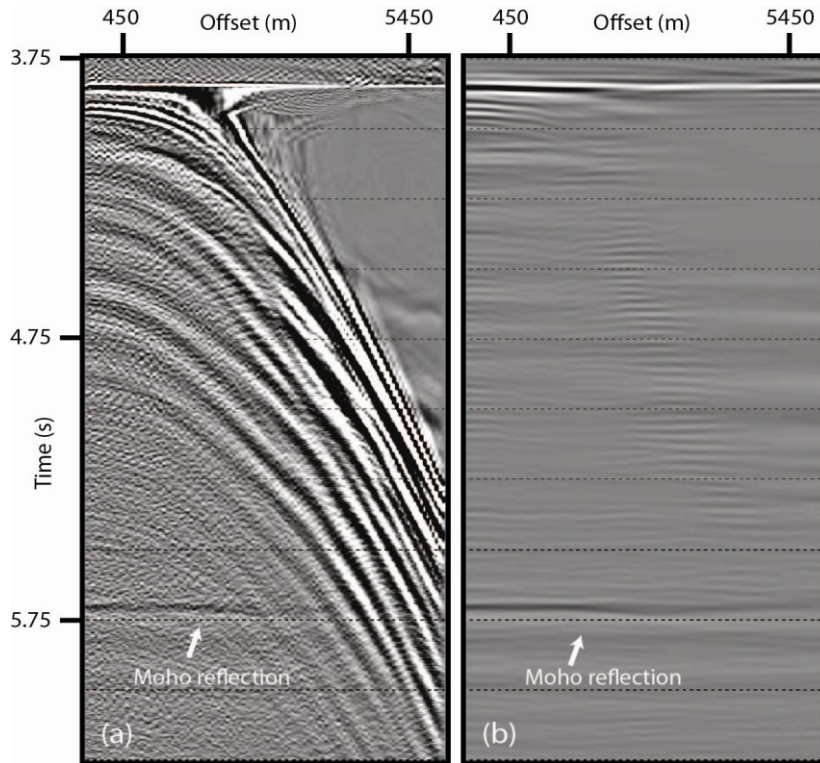 450 Offset (m) 5450 450 Offset (m) 5450
3.75
4.75
Time (s)
5.75
Moho reflection Moho reflection
(a) (b)